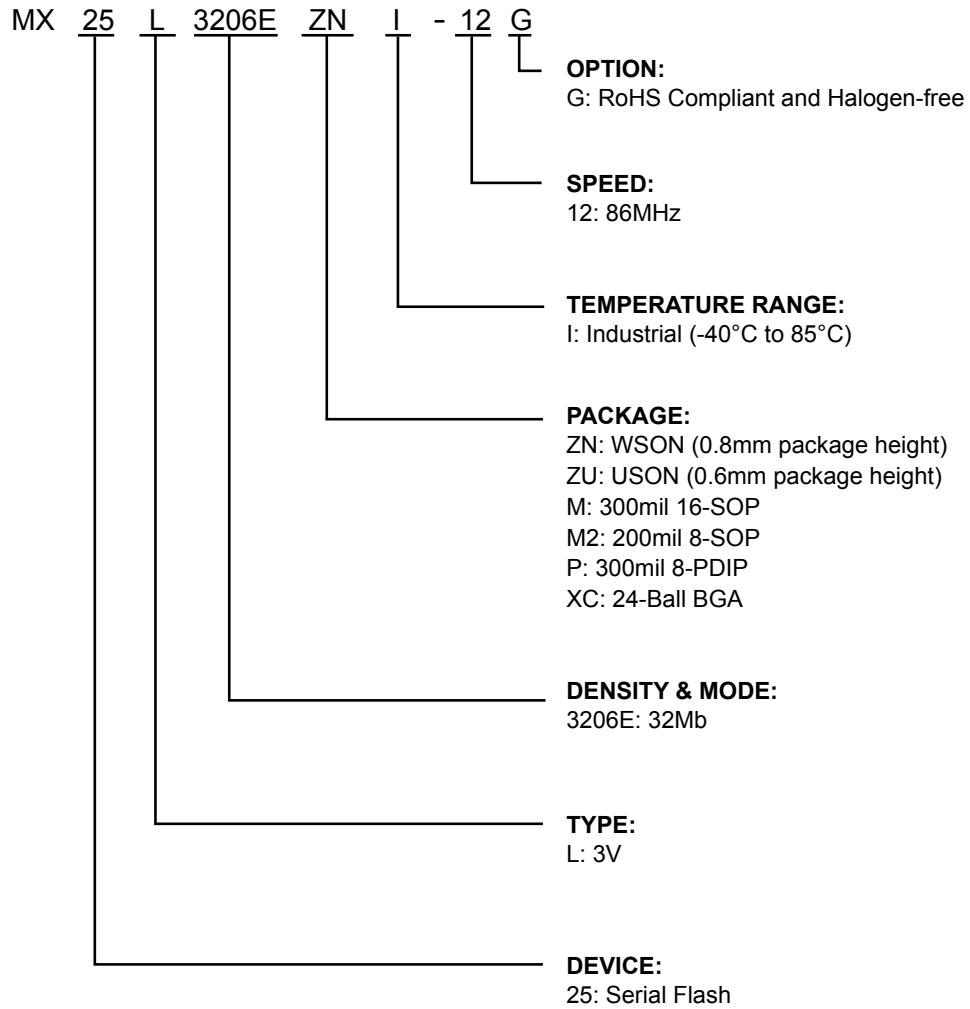 MX 25 L 3206E ZN I - 12 G
OPTION:
G: RoHS Compliant and Halogen-free
SPEED:
12: 86MHz
TEMPERATURE RANGE:
I: Industrial (-40°C to 85°C)
PACKAGE:
ZN: WSON (0.8mm package height)
ZU: USON (0.6mm package height)
M: 300mil 16-SOP
M2: 200mil 8-SOP
P: 300mil 8-PDIP
XC: 24-Ball BGA
DENSITY & MODE:
3206E: 32Mb
TYPE:
L: 3V
DEVICE:
25: Serial Flash